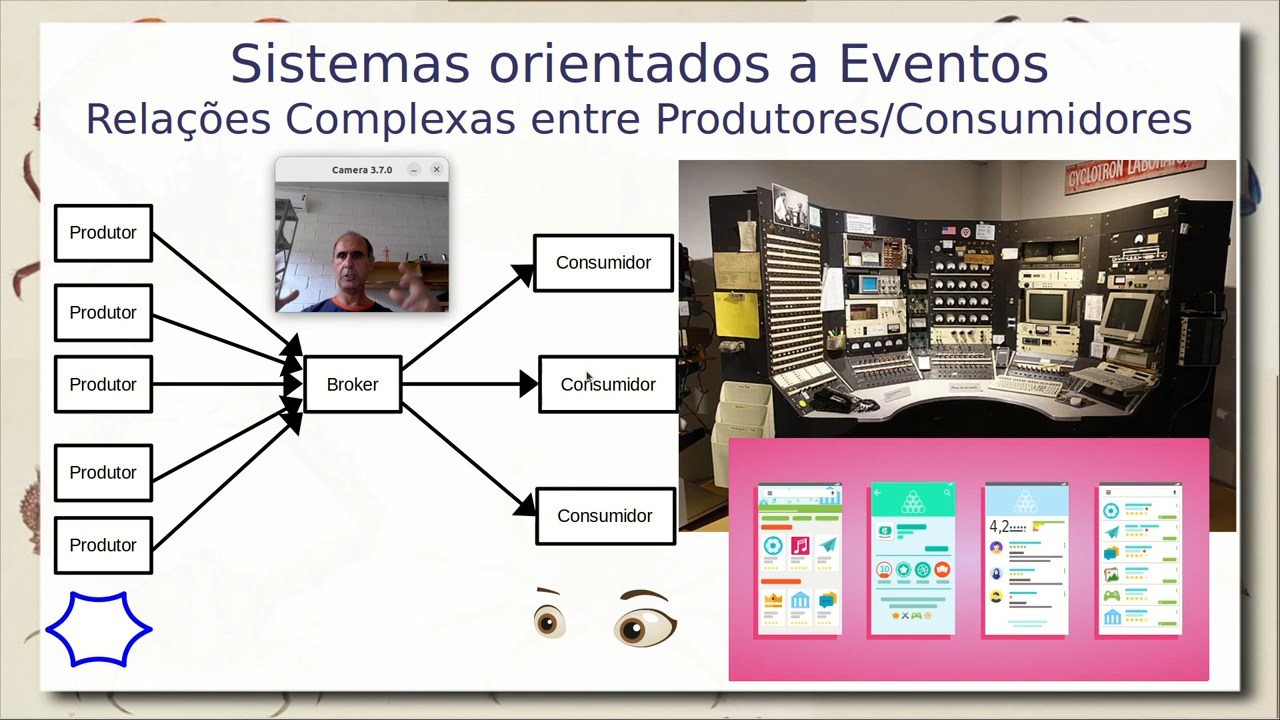 Sistemas orientados a Eventos
Relações Complexas entre Produtores/Consumidores
Camera 3.7.0
CYCLOTRON LABORATORY
Produtor
Consumidor
Produtor
Produtor
Broker
Consumidor
Produtor
Consumidor
Produtor
4,2
10